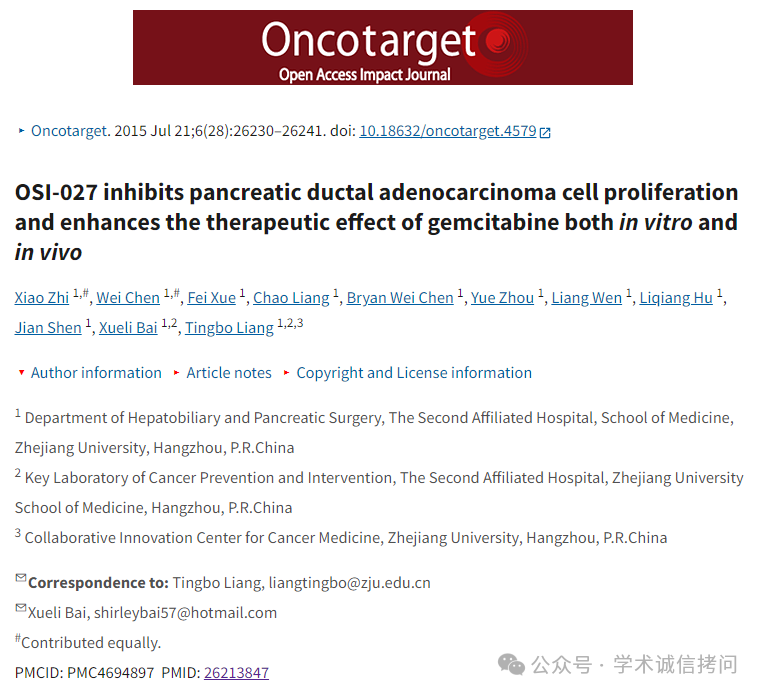 Oncotarget
Open Access Impact Journal
▸ Oncotarget. 2015 Jul 21;6(28):26230–26241. doi: 10.18632/oncotarget.4579
OSI-027 inhibits pancreatic ductal adenocarcinoma cell proliferation
and enhances the therapeutic effect of gemcitabine both in vitro and
in vivo
Xiao Zhi 1,#, Wei Chen 1,#, Fei Xue 1, Chao Liang 1, Bryan Wei Chen 1, Yue Zhou 1, Liang Wen 1, Liqiang Hu 1,
Jian Shen 1, Xueli Bai 1,2, Tingbo Liang 1,2,3
▾ Author information ▸ Article notes ▸ Copyright and License information
1 Department of Hepatobiliary and Pancreatic Surgery, The Second Affiliated Hospital, School of Medicine,
Zhejiang University, Hangzhou, P.R.China
2 Key Laboratory of Cancer Prevention and Intervention, The Second Affiliated Hospital, Zhejiang University
School of Medicine, Hangzhou, P.R.China
3 Collaborative Innovation Center for Cancer Medicine, Zhejiang University, Hangzhou, P.R.China
✉Correspondence to: Tingbo Liang, liangtingbo@zju.edu.cn
✉Xueli Bai, shirleybai57@hotmail.com
#Contributed equally.
PMCID: PMC4694897 PMID: 26213847
公众号 · 学术诚信拷问